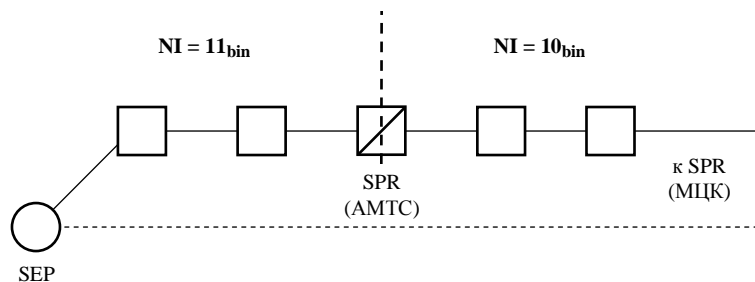 NI = 11bin
NI = 10bin
SPR
(АМТС)
к SPR
(МЦК)
SEP